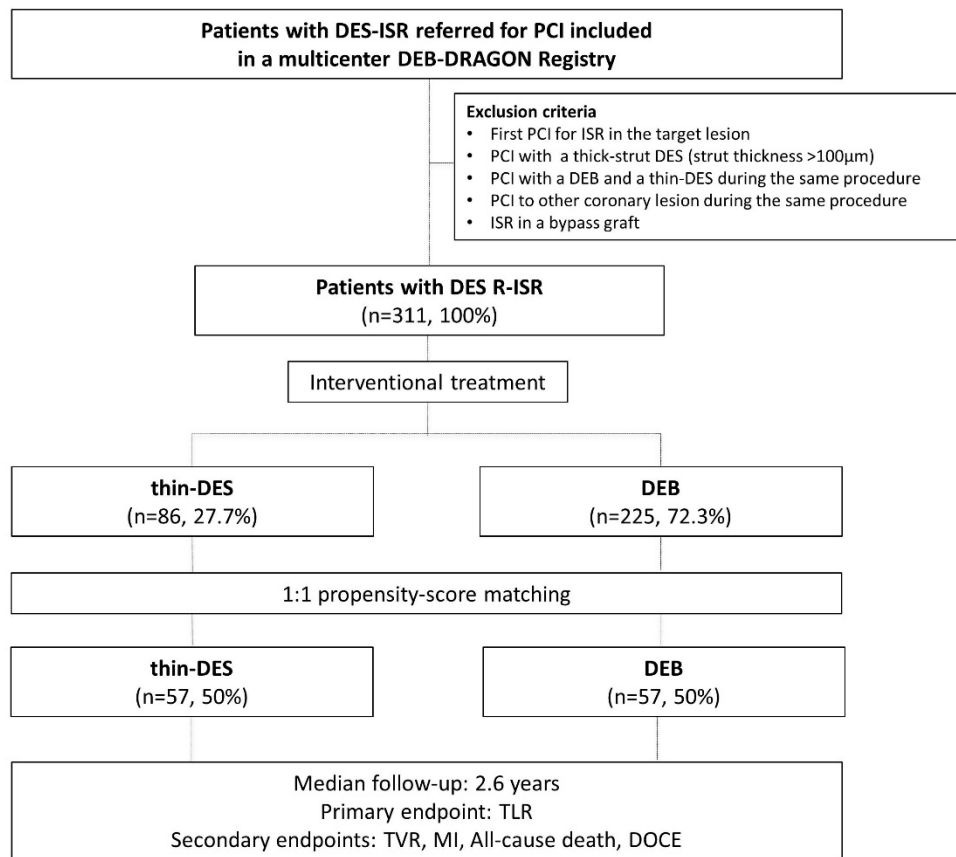 Patients with DES-ISR referred for PCI included
in a multicenter DEB-DRAGON Registry
Exclusion criteria
• First PCI for ISR in the target lesion
• PCI with a thick-strut DES (strut thickness >100µm)
• PCI with a DEB and a thin-DES during the same procedure
• PCI to other coronary lesion during the same procedure
• ISR in a bypass graft
Patients with DES R-ISR
(n=311, 100%)
Interventional treatment
thin-DES
(n=86, 27.7%)
DEB
(n=225, 72.3%)
1:1 propensity-score matching
thin-DES
(n=57, 50%)
DEB
(n=57, 50%)
Median follow-up: 2.6 years
Primary endpoint: TLR
Secondary endpoints: TVR, MI, All-cause death, DOCE